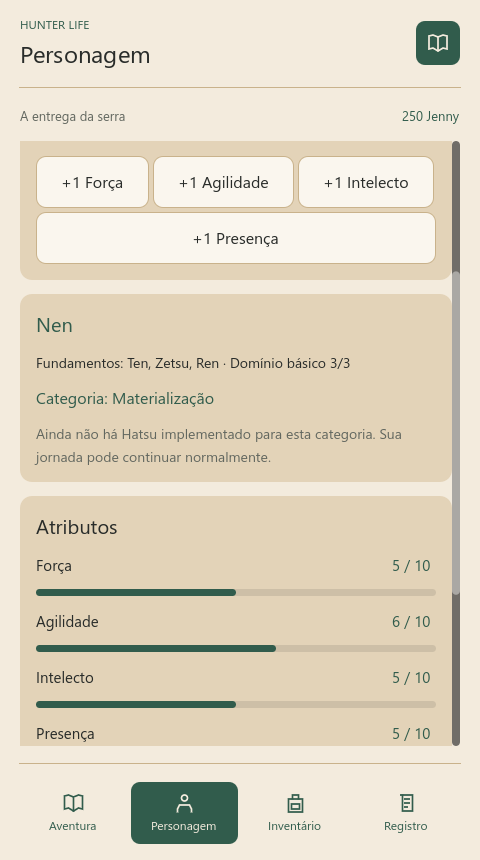 HUNTER LIFE
Personagem
A entrega da serra
250 Jenny
+1 Força
+1 Agilidade
+1 Intelecto
+1 Presença
Nen
Fundamentos: Ten, Zetsu, Ren · Domínio básico 3/3
Categoria: Materialização
Ainda não há Hatsu implementado para esta categoria. Sua
jornada pode continuar normalmente.
Atributos
Força
5 / 10
Agilidade
6 / 10
Intelecto
5 / 10
Presença
5 / 10
Aventura
Personagem
Inventário
Registro